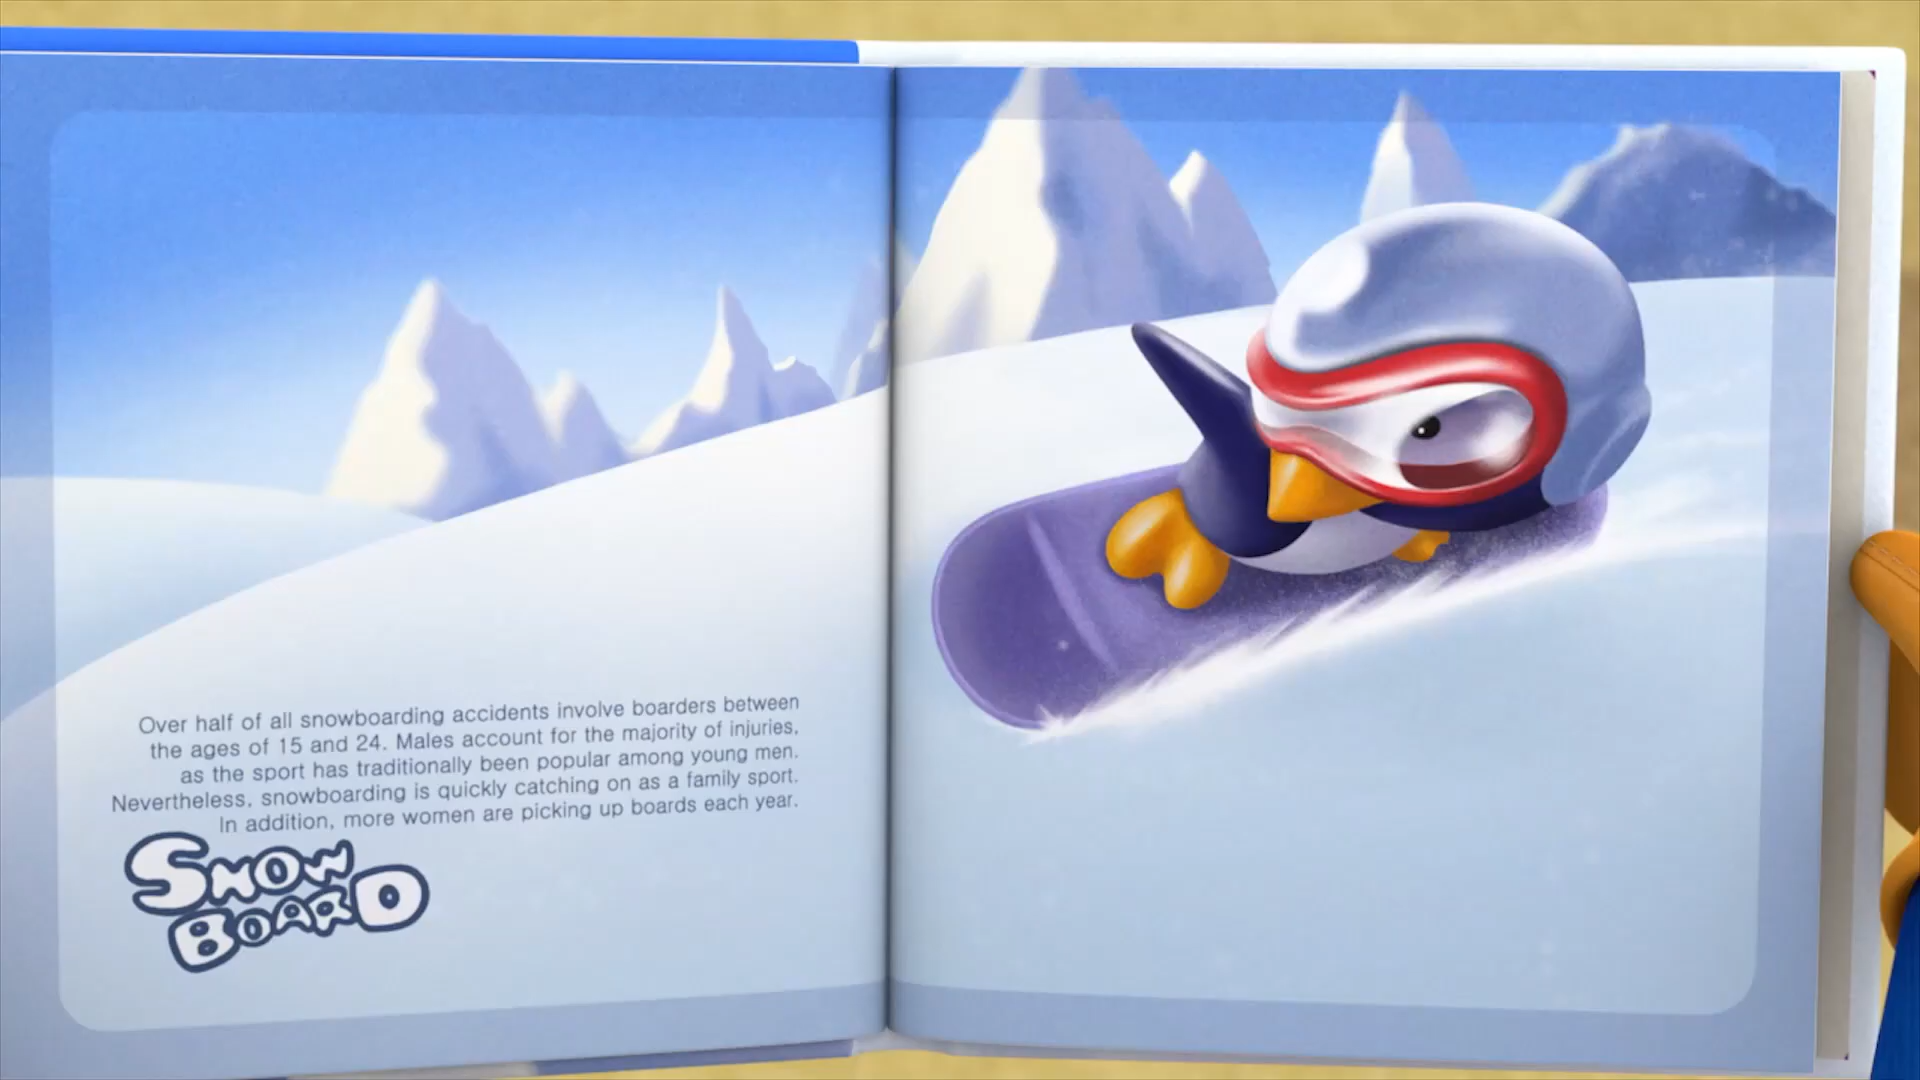 Over half of all snowboarding accidents involve boarders between
the ages of 15 and 24. Males account for the majority of injuries,
as the sport has traditionally been popular among young men.
Nevertheless, snowboarding is quickly catching on as a family sport.
In addition, more women are picking up boards each year.
SNOW
BOARD